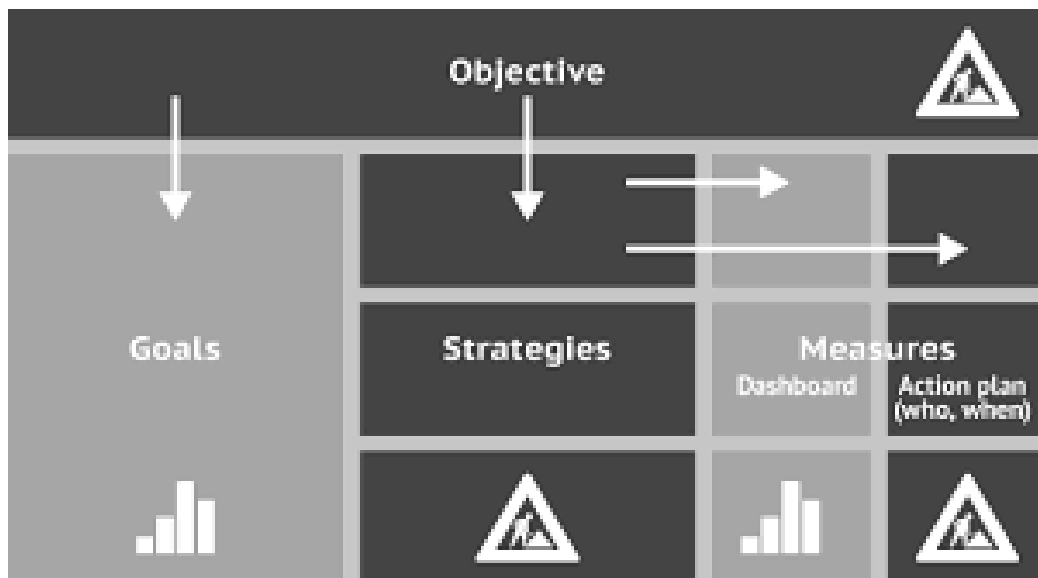 Objective
Goals
Strategies
Measures
Dashboard
Action plan
(who, when)